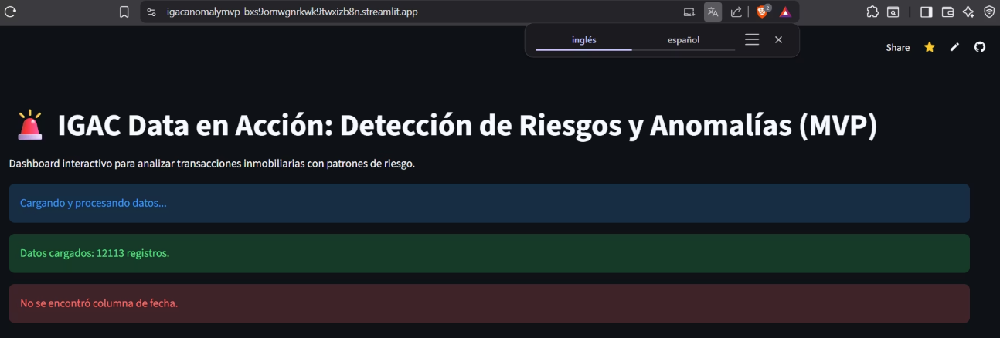 igacanomalymvp-bxs9omwgnrkwk9twxizb8n.streamlit.app
2
inglés
español
Share
IGAC Data en Acción: Detección de Riesgos y Anomalías (MVP)
Dashboard interactivo para analizar transacciones inmobiliarias con patrones de riesgo.
Cargando y procesando datos...
Datos cargados: 12113 registros.
No se encontró columna de fecha.